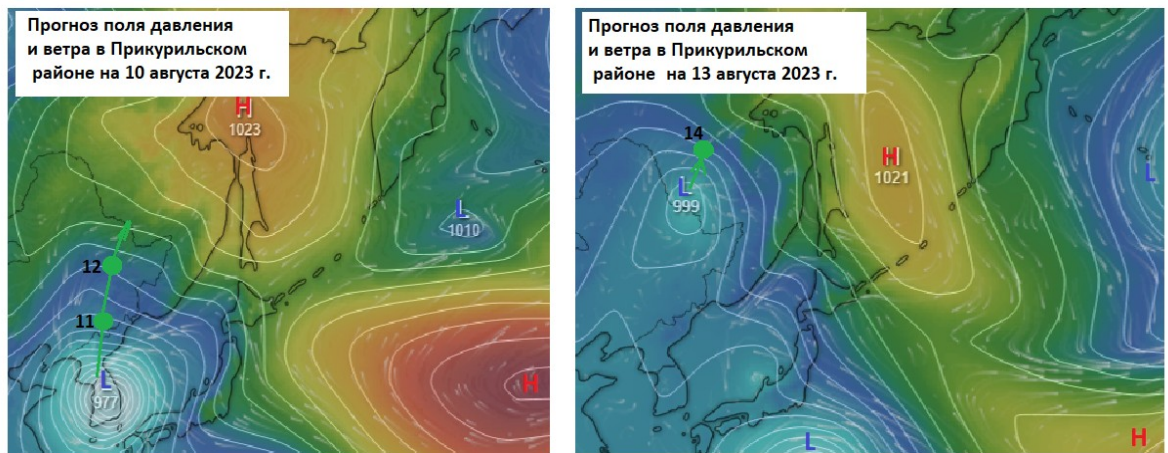 Прогноз поля давления
и ветра в Прикурильском
районе на 10 августа 2023 г.
H
1023
L
1010
12
11
L
977
H
Прогноз поля давления
и ветра в Прикурильском
районе на 13 августа 2023 г.
14
H
1021
L
L
999
L
H